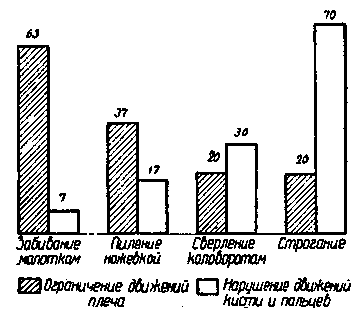 70
63
37
30
20
20
17
7
Забивание Пиление Сверление Строгание
молотком ножевкой коловоротом
Ограничение движений Нарушение движений
плеча кисти и пальцев